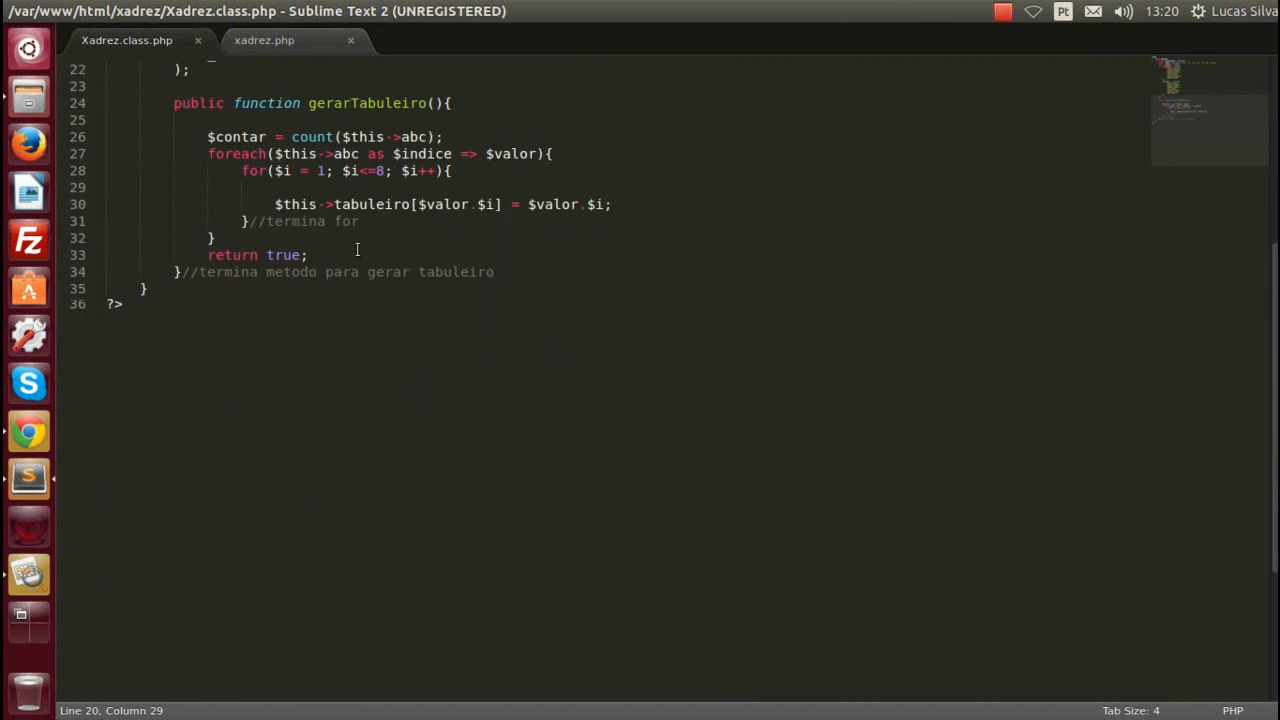 /var/www/html/xadrez/Xadrez.class.php - Sublime Text 2 (UNREGISTERED)
Pt
13:20
Lucas Silva
Xadrez.class.php ×
xadrez.php ×
22 );
23
24 public function gerarTabuleiro(){
25
26 $contar = count($this->abc);
27 foreach($this->abc as $indice => $valor){
28 for($i = 1; $i<=8; $i++){
29
30 $this->tabuleiro[$valor.$i] = $valor.$i;
31 }//termina for
32 }
33 return true;
34 }//termina metodo para gerar tabuleiro
35 }
36 ?>
Line 20, Column 29
Tab Size: 4
PHP